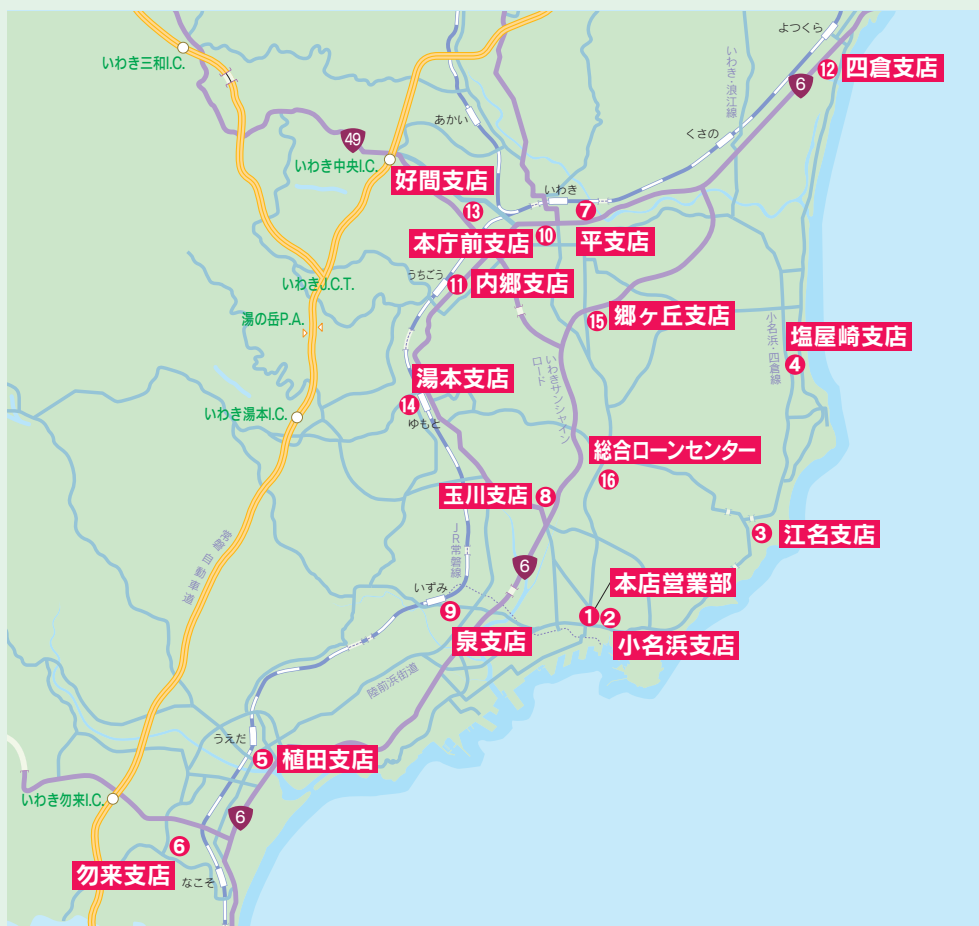 よつくら
いわき三和I.C.
⑫ 四倉支店
6
いわき・浪江線
あかい
くさの
49
いわき中央I.C.
好間支店
⑬
いわき
⑦
平支店
本庁前支店
⑩
うちごう
⑪ 内郷支店
いわきJ.C.T.
湯の岳P.A.
⑮ 郷ヶ丘支店
小名浜・四倉線
塩屋崎支店
④
いわきサンシャイン
ロード
湯本支店
⑭
ゆもと
いわき湯本I.C.
総合ローンセンター
⑯
玉川支店 ⑧
③ 江名支店
常磐自動車道
JR常磐線
6
いずみ
⑨
泉支店
本店営業部
① ②
小名浜支店
陸前浜街道
うえだ
⑤ 植田支店
いわき勿来I.C.
6
⑥
勿来支店
なこそ